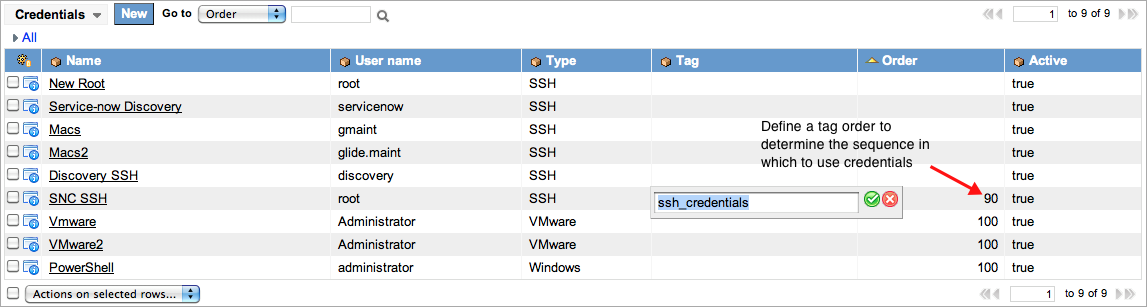 Credentials New Go to Order 1 to 9 of 9
All
Name User name Type Tag Order Active
New Root root SSH true
Service-now Discovery servicenow SSH true
Macs gmaint SSH true
Macs2 glide.maint SSH true
Discovery SSH discovery SSH true
Define a tag order to
determine the sequence in
which to use credentials
SNC SSH root SSH ssh_credentials 90 true
Vmware Administrator VMware 100 true
VMware2 Administrator VMware 100 true
PowerShell administrator Windows 100 true
Actions on selected rows... 1 to 9 of 9